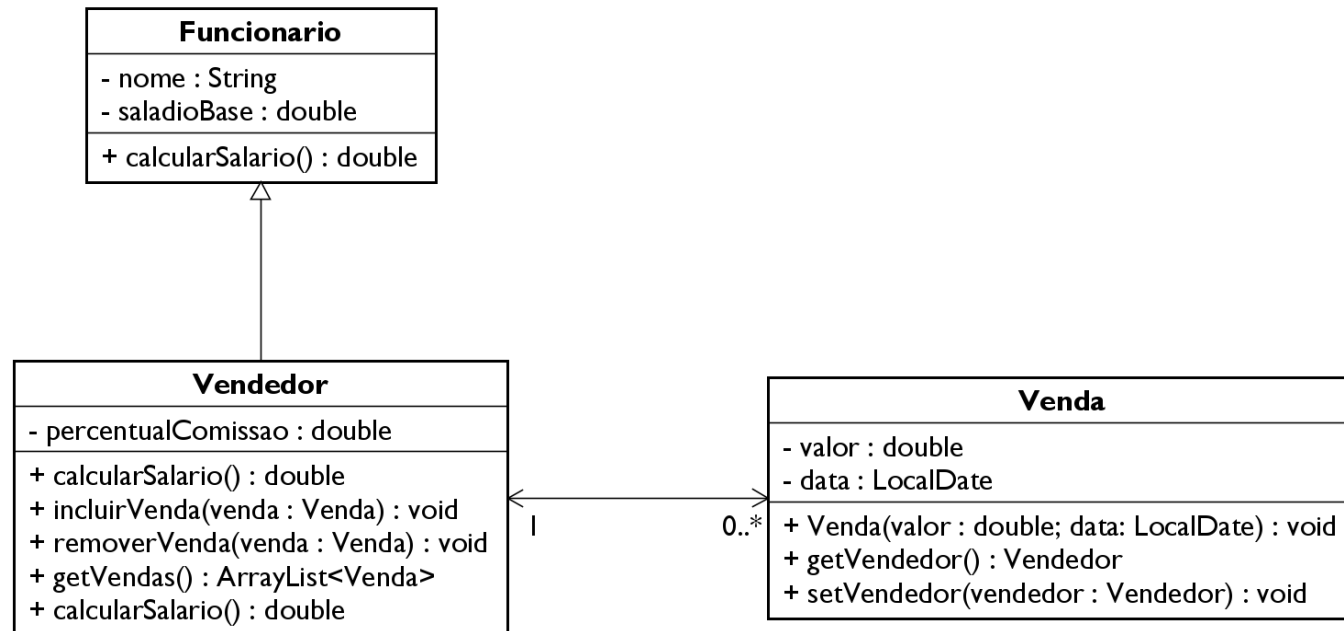 Funcionario
- nome : String
- saladioBase : double
+ calcularSalario() : double
Vendedor
- percentualComissao : double
+ calcularSalario() : double
+ incluirVenda(venda : Venda) : void
+ removerVenda(venda : Venda) : void
+ getVendas() : ArrayList<Venda>
+ calcularSalario() : double
1
0..*
Venda
- valor : double
- data : LocalDate
+ Venda(valor : double; data: LocalDate) : void
+ getVendedor() : Vendedor
+ setVendedor(vendedor : Vendedor) : void